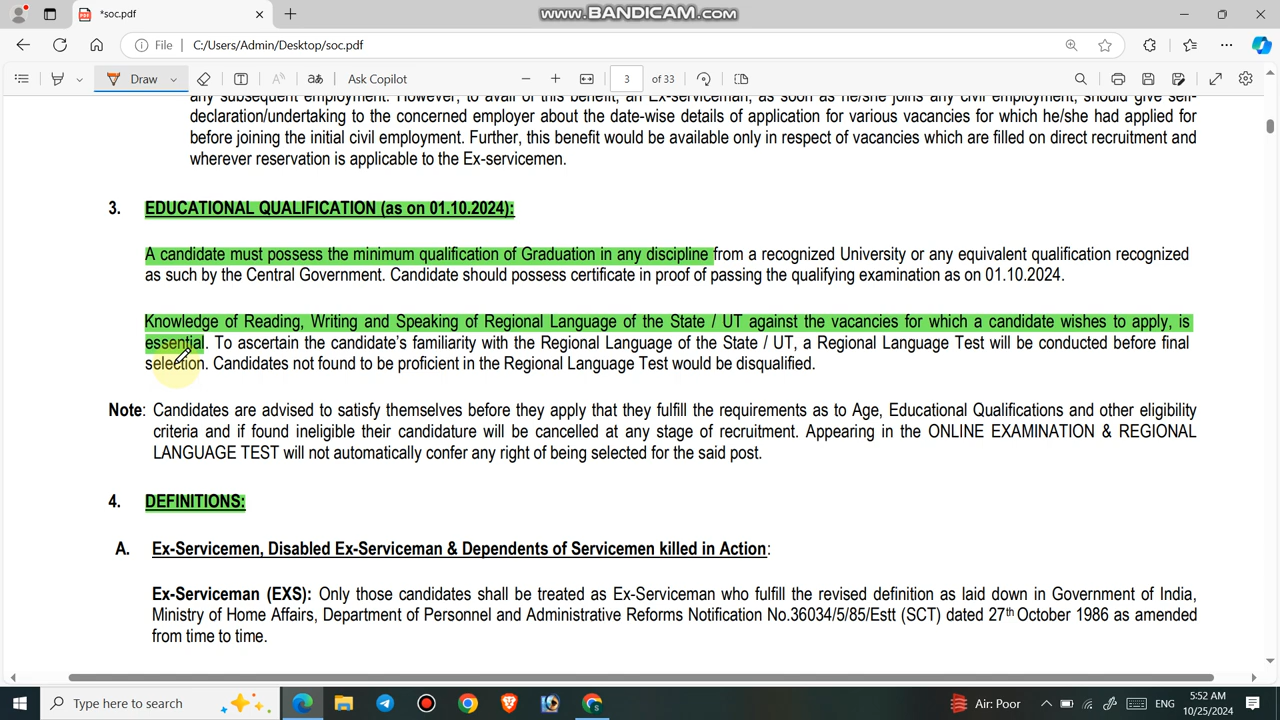 *soc.pdf
www.BANDICAM.com
File C:/Users/Admin/Desktop/soc.pdf
Draw aあ Ask Copilot 3 of 33
any subsequent employment. However, to avail of this benefit, an Ex-serviceman, as soon as he/she joins any civil employment, should give self-
declaration/undertaking to the concerned employer about the date-wise details of application for various vacancies for which he/she had applied for
before joining the initial civil employment. Further, this benefit would be available only in respect of vacancies which are filled on direct recruitment and
wherever reservation is applicable to the Ex-servicemen.
3. EDUCATIONAL QUALIFICATION (as on 01.10.2024):
A candidate must possess the minimum qualification of Graduation in any discipline from a recognized University or any equivalent qualification recognized
as such by the Central Government. Candidate should possess certificate in proof of passing the qualifying examination as on 01.10.2024.
Knowledge of Reading, Writing and Speaking of Regional Language of the State / UT against the vacancies for which a candidate wishes to apply, is
essential. To ascertain the candidate's familiarity with the Regional Language of the State / UT, a Regional Language Test will be conducted before final
selection. Candidates not found to be proficient in the Regional Language Test would be disqualified.
Note: Candidates are advised to satisfy themselves before they apply that they fulfill the requirements as to Age, Educational Qualifications and other eligibility
criteria and if found ineligible their candidature will be cancelled at any stage of recruitment. Appearing in the ONLINE EXAMINATION & REGIONAL
LANGUAGE TEST will not automatically confer any right of being selected for the said post.
4. DEFINITIONS:
A. Ex-Servicemen, Disabled Ex-Serviceman & Dependents of Servicemen killed in Action:
Ex-Serviceman (EXS): Only those candidates shall be treated as Ex-Serviceman who fulfill the revised definition as laid down in Government of India,
Ministry of Home Affairs, Department of Personnel and Administrative Reforms Notification No.36034/5/85/Estt (SCT) dated 27th October 1986 as amended
from time to time.
Type here to search Air: Poor ENG 5:52 AM
10/25/2024